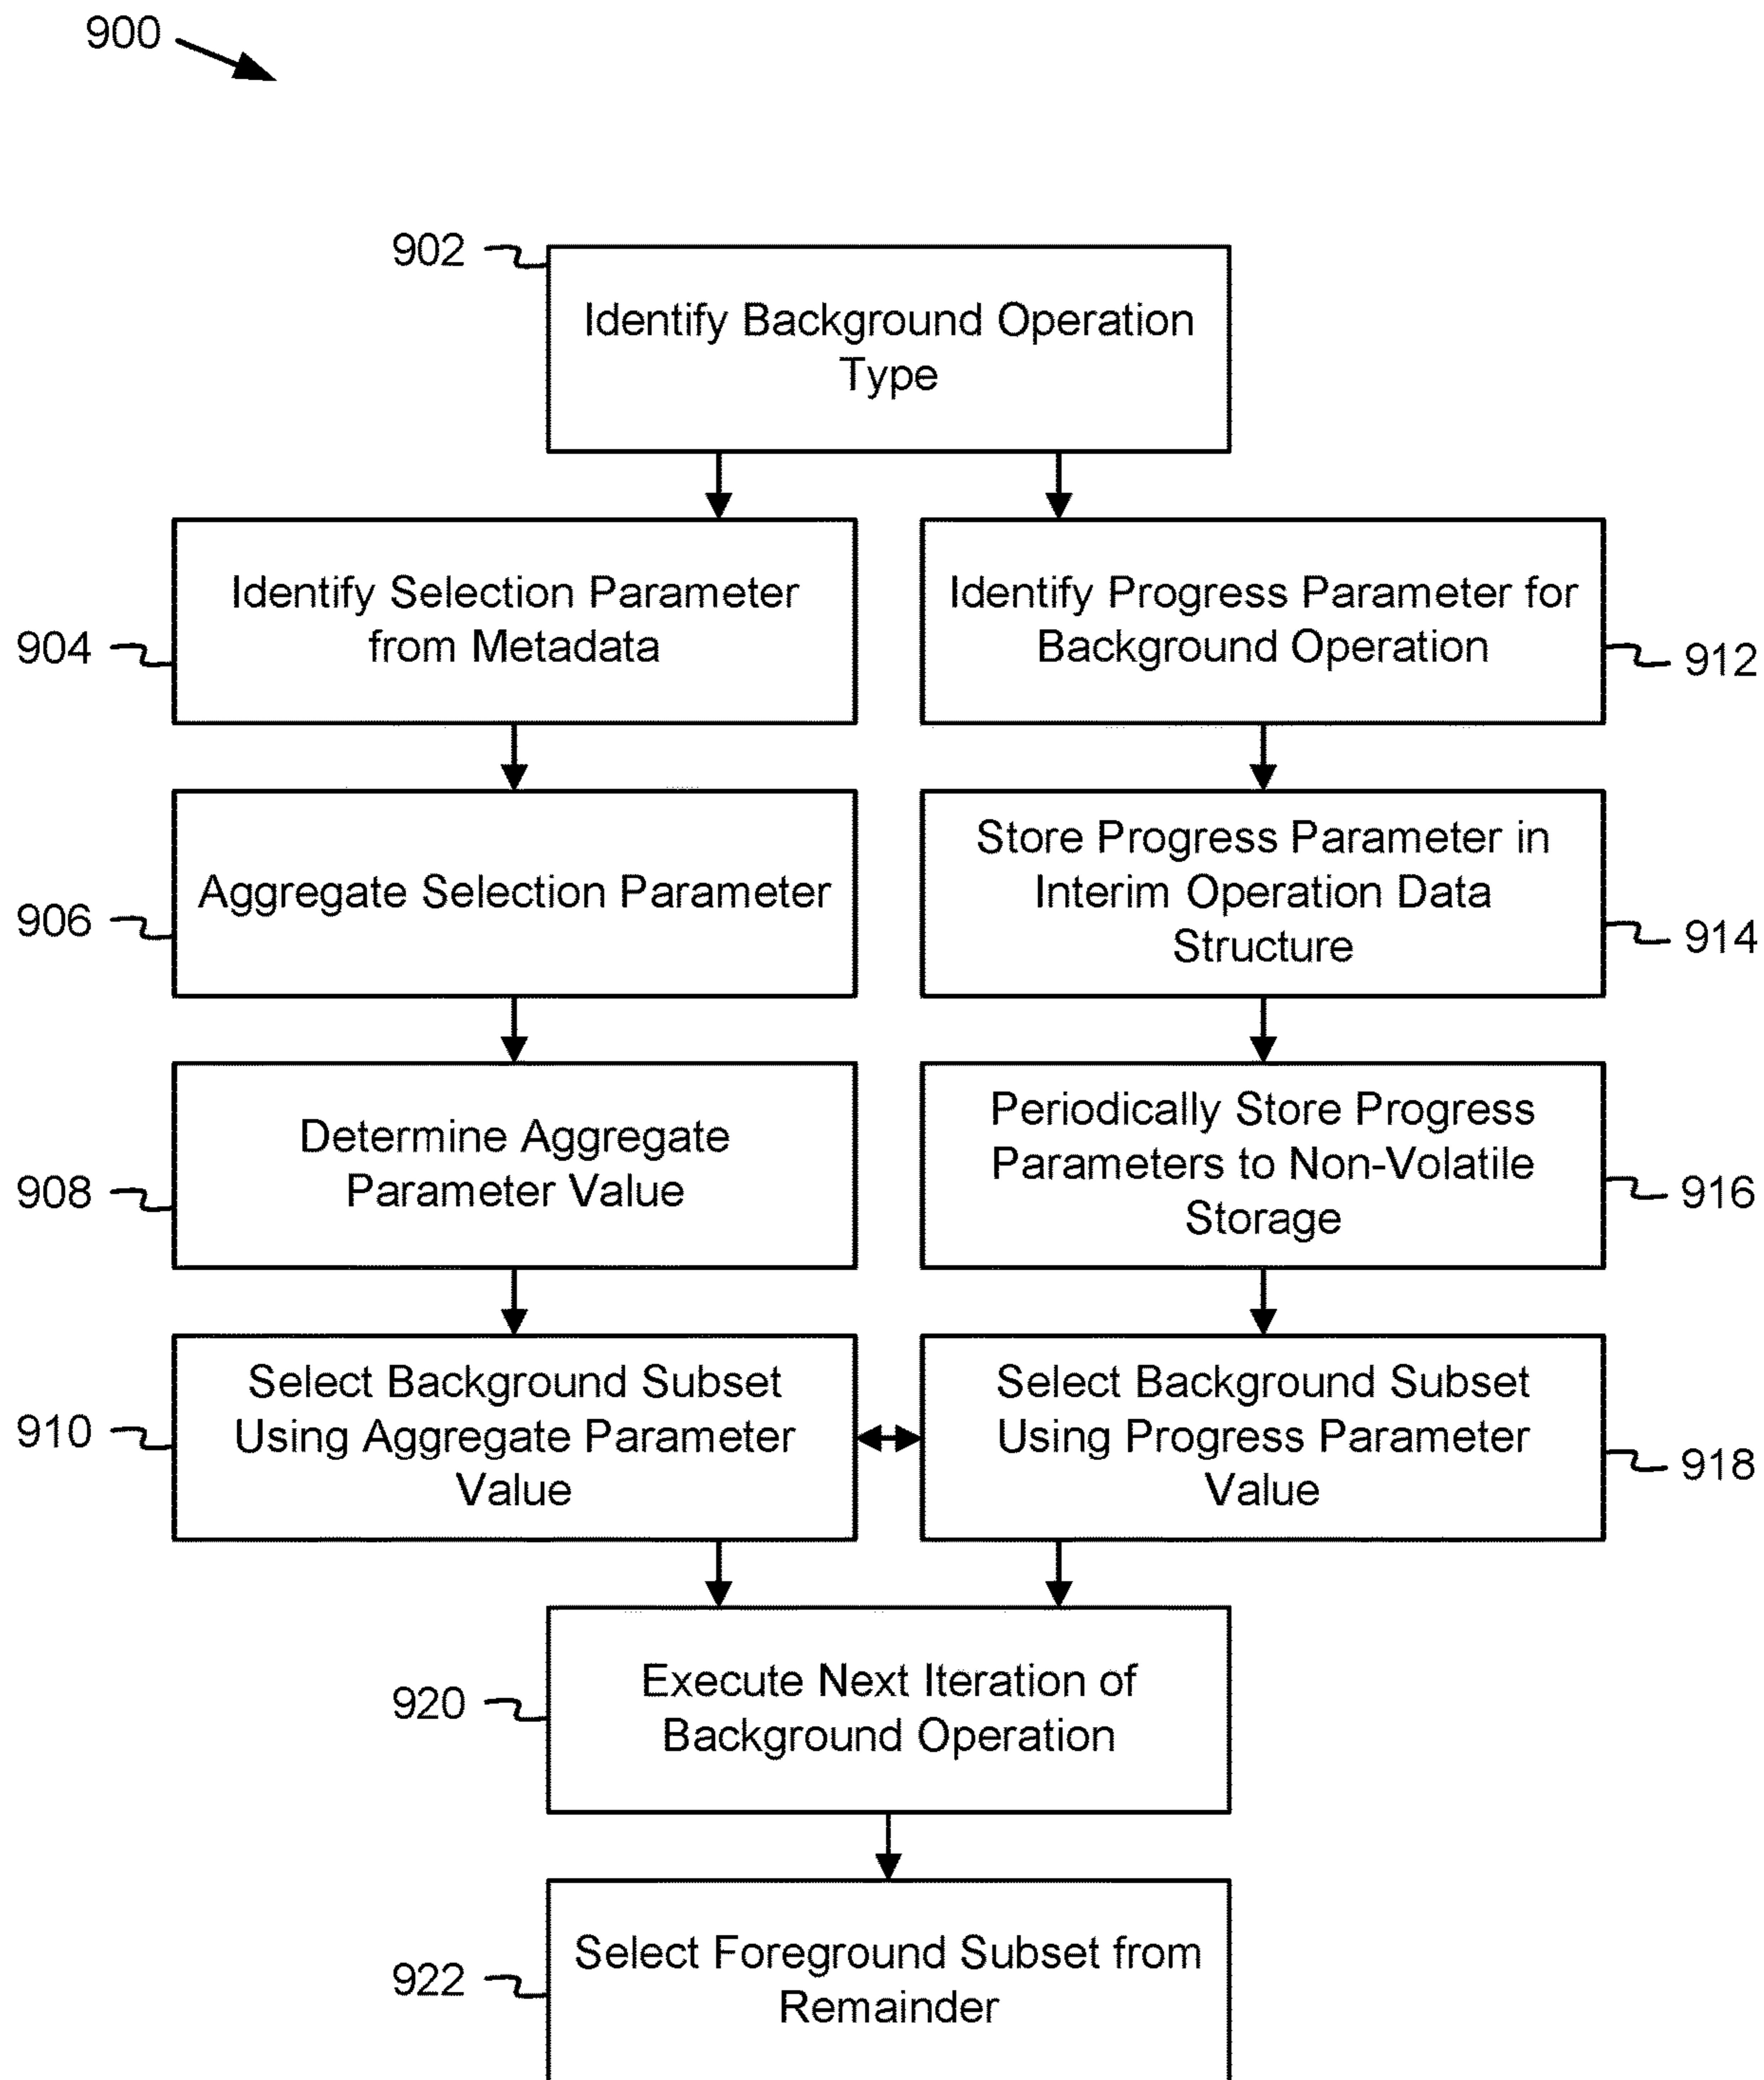 900
902
Identify Background Operation
Type
904
Identify Selection Parameter
from Metadata
Identify Progress Parameter for
Background Operation
912
906
Aggregate Selection Parameter
Store Progress Parameter in
Interim Operation Data
Structure
914
908
Determine Aggregate
Parameter Value
Periodically Store Progress
Parameters to Non-Volatile
Storage
916
910
Select Background Subset
Using Aggregate Parameter
Value
Select Background Subset
Using Progress Parameter
Value
918
920
Execute Next Iteration of
Background Operation
922
Select Foreground Subset from
Remainder